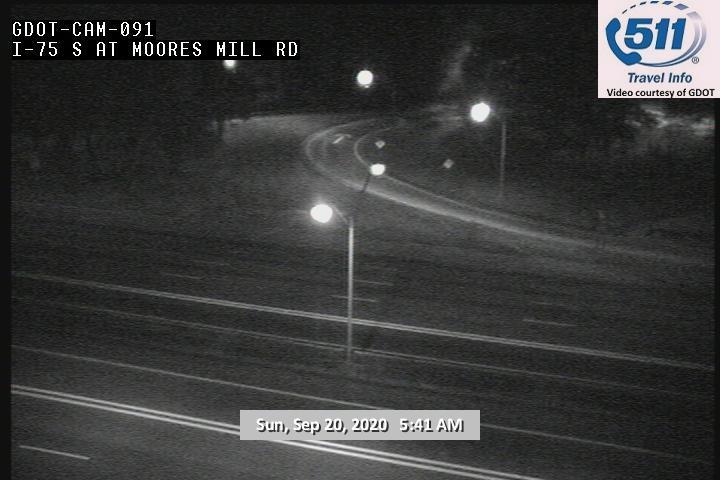 GDOT-CAM-091
I-75 S AT MOORES MILL RD
511
®
Travel Info
Video courtesy of GDOT
Sun, Sep 20, 2020 5:41 AM